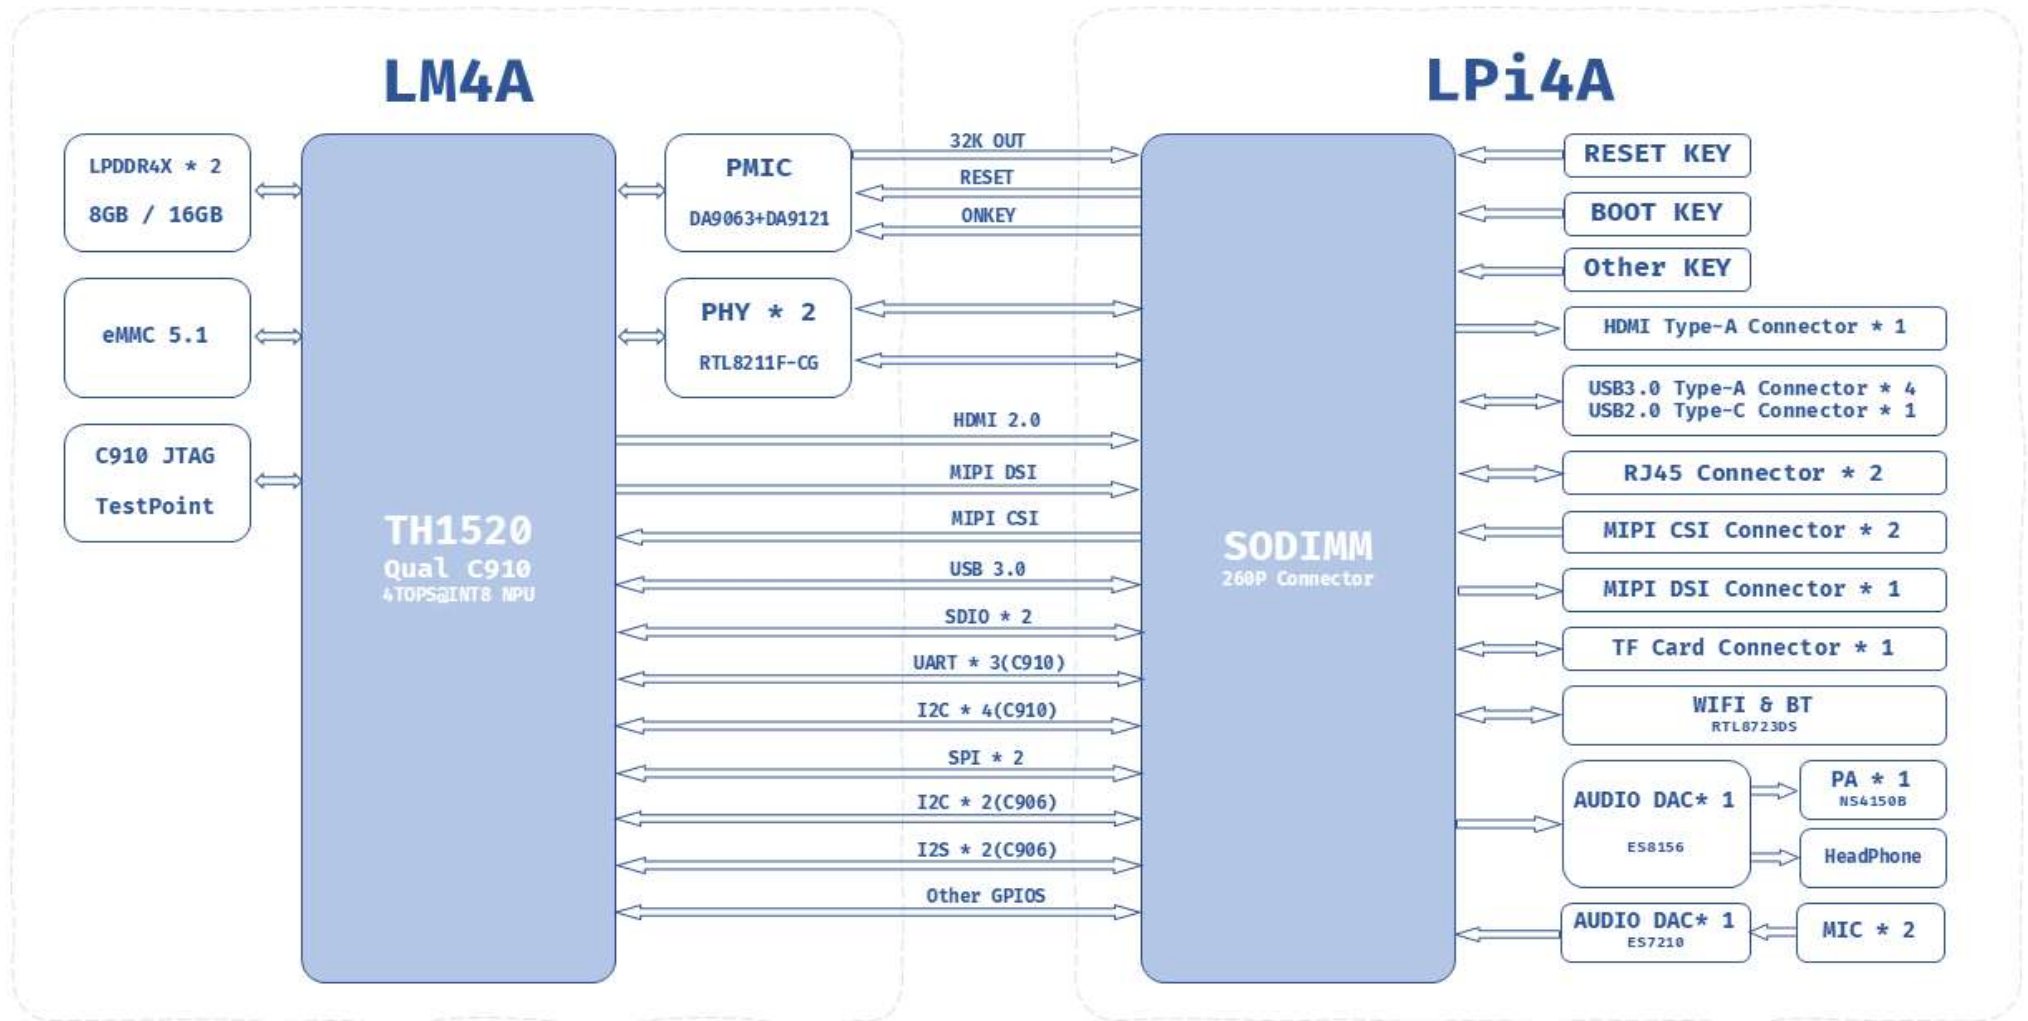 LM4A
LPDDR4X * 2
8GB / 16GB
eMMC 5.1
C910 JTAG
TestPoint
TH1520
Qual C910
4TOPS@INT8 NPU
PMIC
DA9063+DA9121
PHY * 2
RTL8211F-CG
32K OUT
RESET
ONKEY
HDMI 2.0
MIPI DSI
MIPI CSI
USB 3.0
SDIO * 2
UART * 3(C910)
I2C * 4(C910)
SPI * 2
I2C * 2(C906)
I2S * 2(C906)
Other GPIOS
LPi4A
SODIMM
260P Connector
RESET KEY
BOOT KEY
Other KEY
HDMI Type-A Connector * 1
USB3.0 Type-A Connector * 4
USB2.0 Type-C Connector * 1
RJ45 Connector * 2
MIPI CSI Connector * 2
MIPI DSI Connector * 1
TF Card Connector * 1
WIFI & BT
RTL8723DS
AUDIO DAC* 1
ES8156
PA * 1
NS4150B
HeadPhone
AUDIO DAC* 1
ES7210
MIC * 2